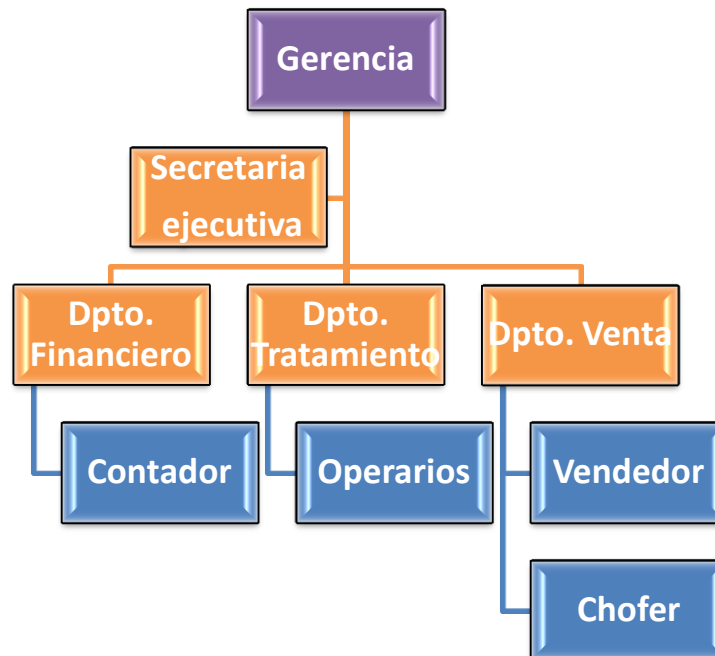 Gerencia
Secretaria
ejecutiva
Dpto.
Financiero
Dpto.
Tratamiento
Dpto. Venta
Contador
Operarios
Vendedor
Chofer